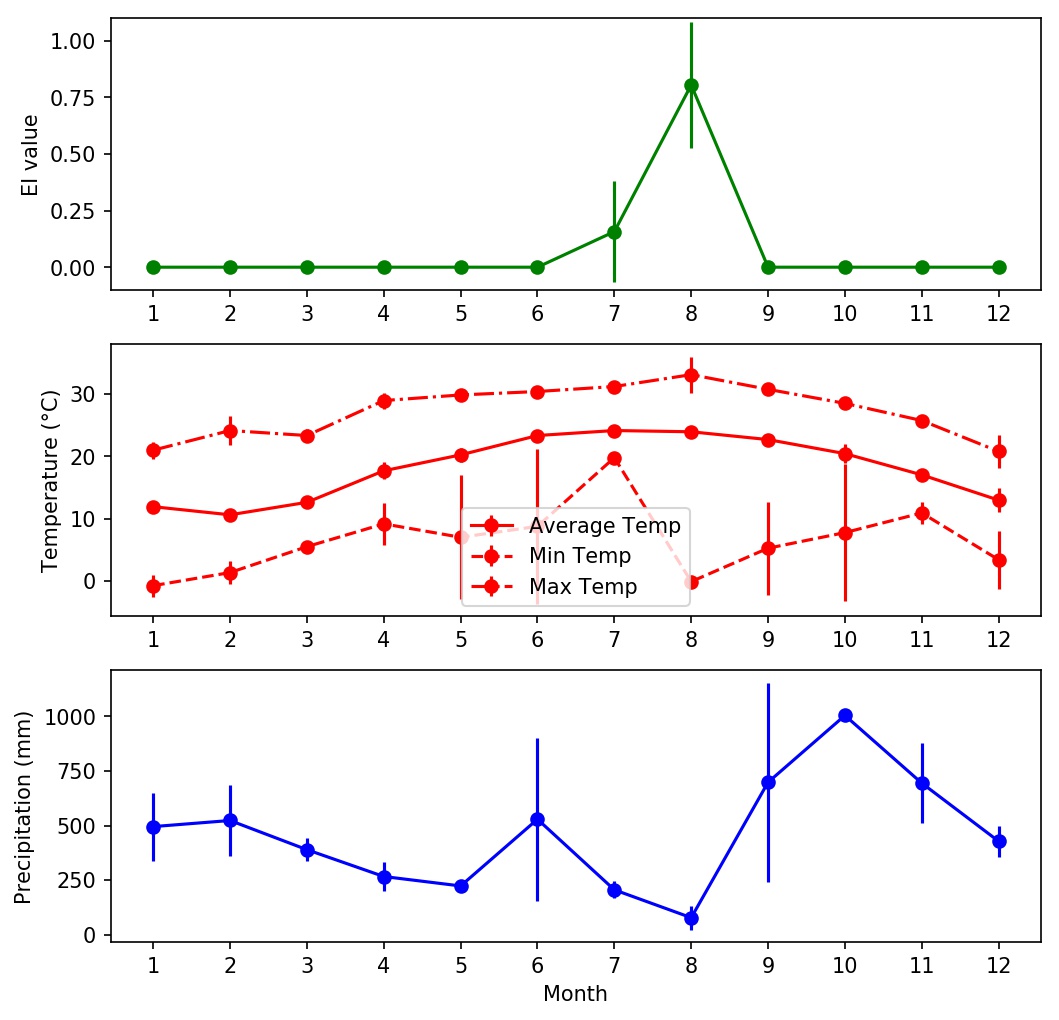 EI value
1.00
0.75
0.50
0.25
0.00
1 2 3 4 5 6 7 8 9 10 11 12
Temperature (°C)
30
20
10
0
Average Temp
Min Temp
Max Temp
1 2 3 4 5 6 7 8 9 10 11 12
Precipitation (mm)
1000
750
500
250
0
1 2 3 4 5 6 7 8 9 10 11 12
Month